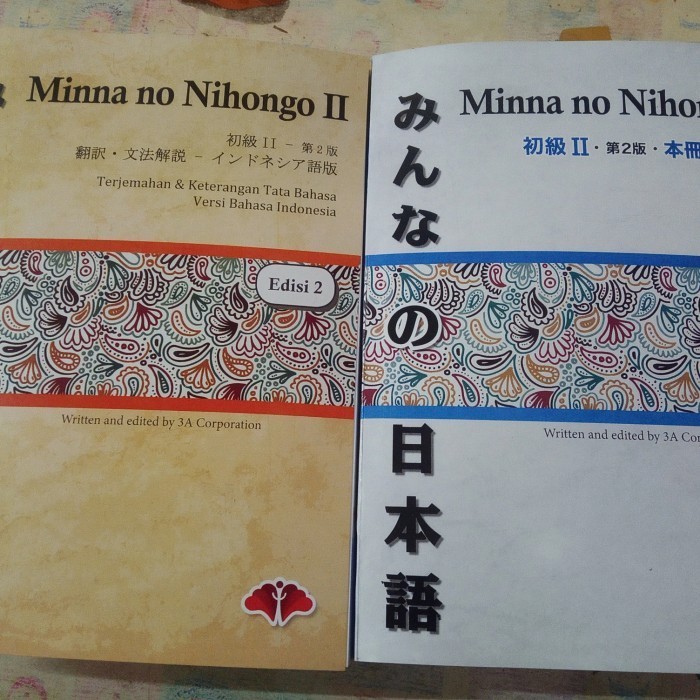 Minna no Nihongo II
初級 II - 第2版
翻訳・文法解説 - インドネシア語版
Terjemahan & Keterangan Tata Bahasa
Versi Bahasa Indonesia
Edisi 2
Written and edited by 3A Corporation
みんなの日本語
Minna no Nihon
初級 II・第2版・本冊
Written and edited by 3A Cor